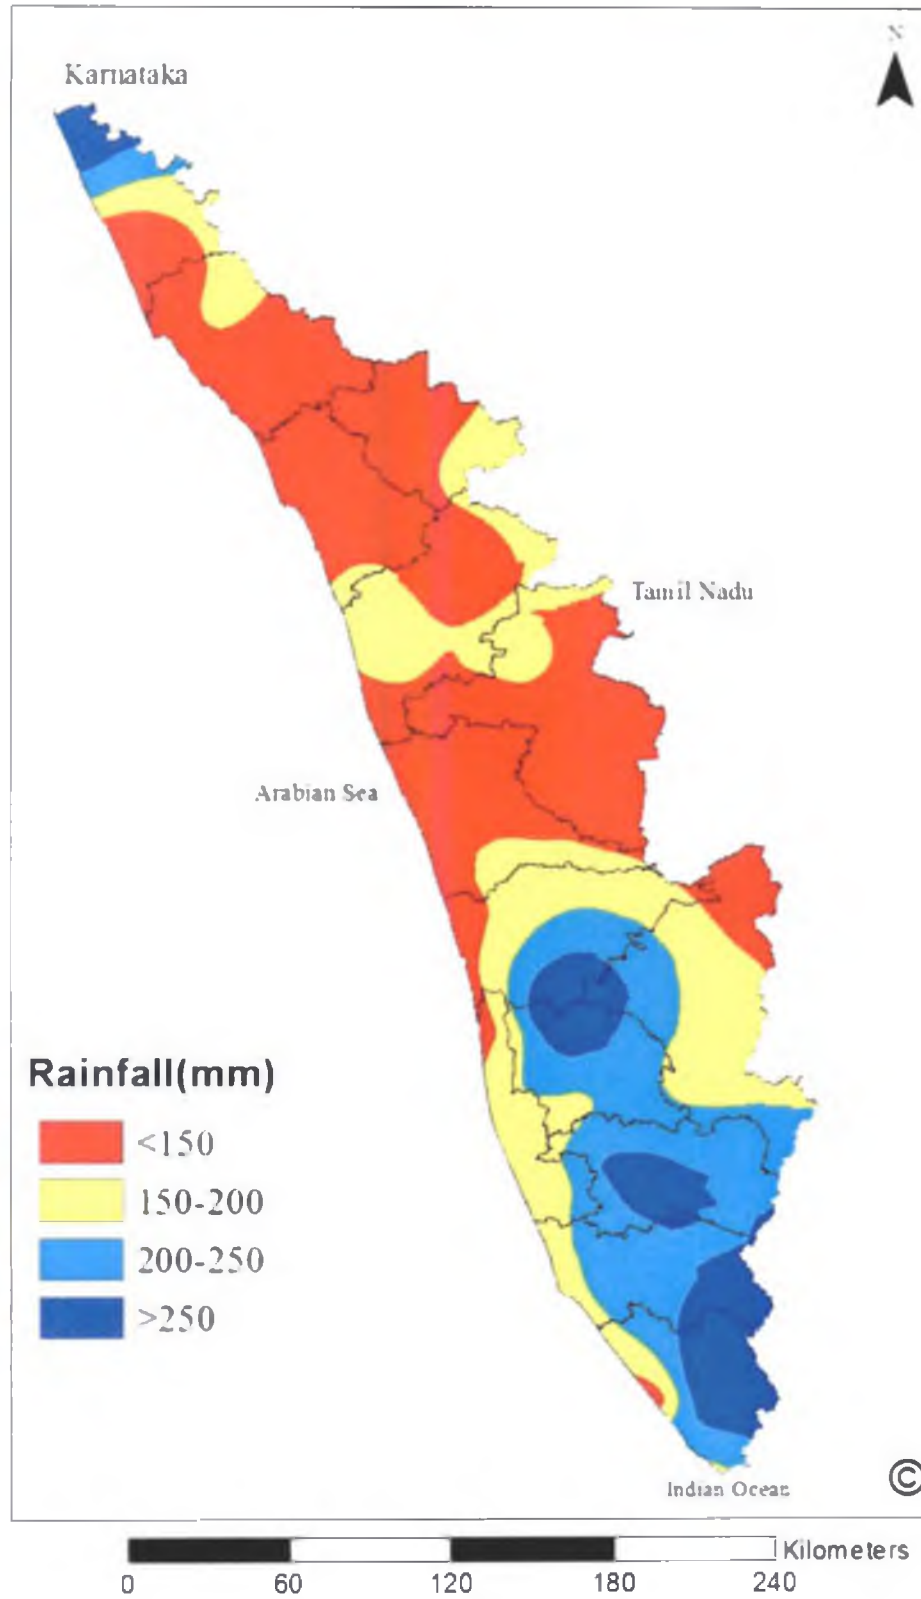 N
Karnataka
Tamil Nadu
Arabian Sea
Rainfall(mm)
<150
150-200
200-250
>250
Indian Ocean
©
Kilometers
0 60 120 180 240